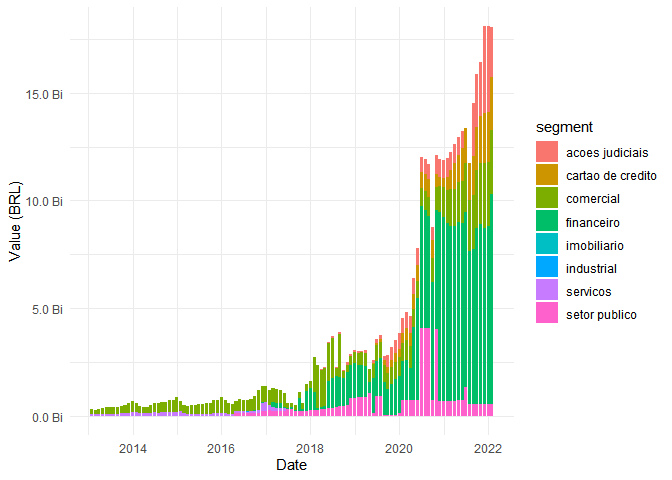 Value (BRL)
15.0 Bi
10.0 Bi
5.0 Bi
0.0 Bi
2014 2016 2018 2020 2022
Date
segment
acoes judiciais
cartao de credito
comercial
financeiro
imobiliario
industrial
servicos
setor publico